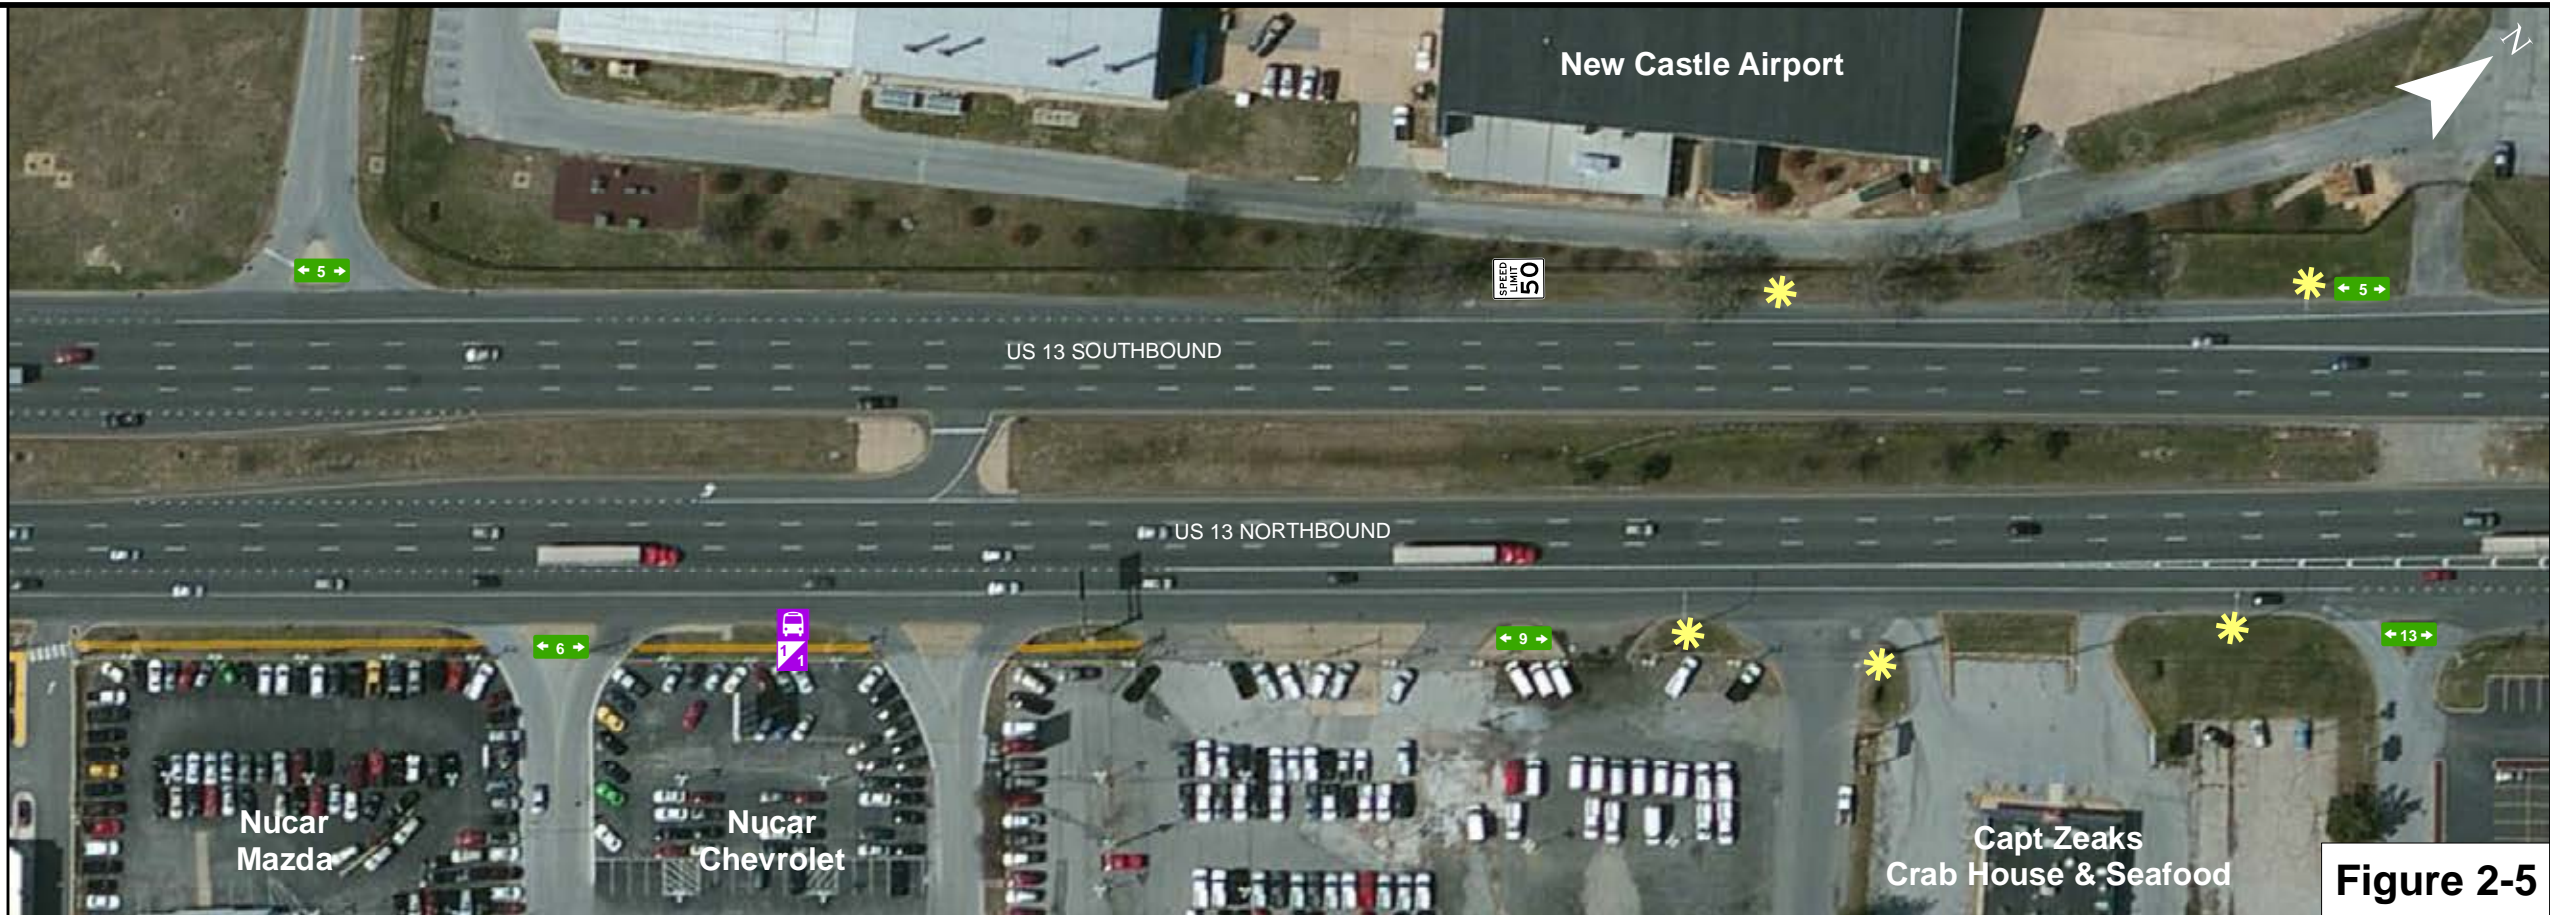 New Castle Airport
N
← 5 →
SPEED
LIMIT
50
← 5 →
US 13 SOUTHBOUND
US 13 NORTHBOUND
← 6 →
1
1
← 9 →
← 13 →
Nucar
Mazda
Nucar
Chevrolet
Capt Zeaks
Crab House & Seafood
Figure 2-5